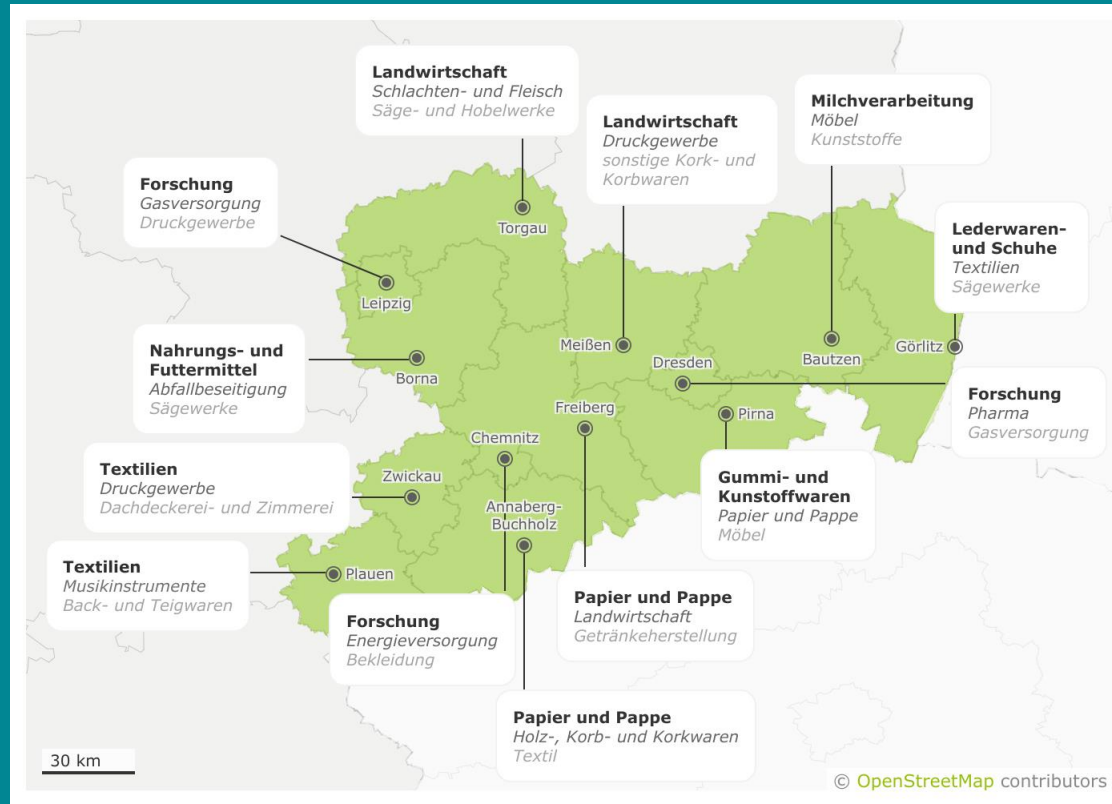 Landwirtschaft
Schlachten- und Fleisch
Säge- und Hobelwerke
Landwirtschaft
Druckgewerbe
sonstige Kork- und
Korbwaren
Milchverarbeitung
Möbel
Kunststoffe
Forschung
Gasversorgung
Druckgewerbe
Lederwaren-
und Schuhe
Textilien
Sägewerke
Torgau
Leipzig
Nahrungs- und
Futtermittel
Abfallbeseitigung
Sägewerke
Borna
Meißen
Dresden
Bautzen
Görlitz
Forschung
Pharma
Gasversorgung
Freiberg
Pirna
Chemnitz
Zwickau
Annaberg-
Buchholz
Textilien
Druckgewerbe
Dachdeckerei- und Zimmerei
Gummi- und
Kunstoffwaren
Papier und Pappe
Möbel
Textilien
Musikinstrumente
Back- und Teigwaren
Plauen
Forschung
Energieversorgung
Bekleidung
Papier und Pappe
Landwirtschaft
Getränkeherstellung
Papier und Pappe
Holz-, Korb- und Korkwaren
Textil
30 km
© OpenStreetMap contributors